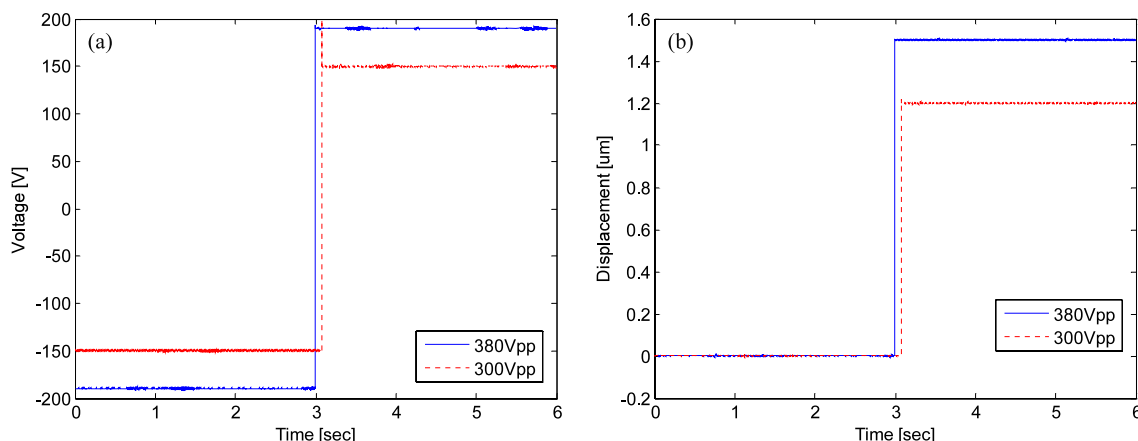 (a)
Voltage [V]
200
150
100
50
0
-50
-100
-150
-200
380Vpp
300Vpp
0 1 2 3 4 5 6
Time [sec]
(b)
Displacement [um]
1.6
1.4
1.2
1
0.8
0.6
0.4
0.2
0
-0.2
380Vpp
300Vpp
0 1 2 3 4 5 6
Time [sec]